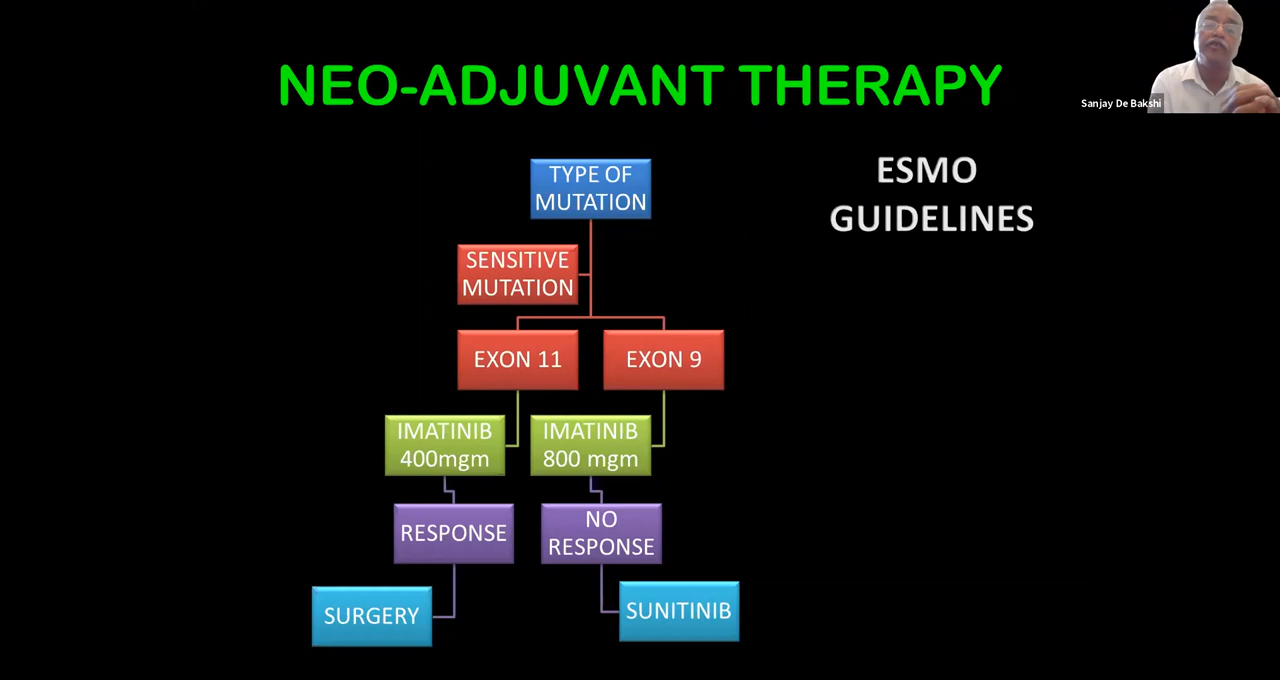 NEO-ADJUVANT THERAPY
Sanjay De Bakshi
ESMO
GUIDELINES
TYPE OF
MUTATION
SENSITIVE
MUTATION
EXON 11
EXON 9
IMATINIB
400mgm
IMATINIB
800 mgm
RESPONSE
NO
RESPONSE
SURGERY
SUNITINIB